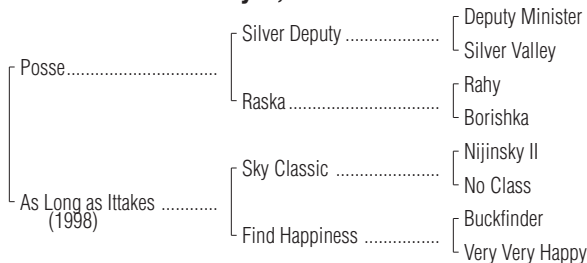 Deputy Minister
Silver Deputy ....................
Silver Valley
Posse................................
Rahy
Raska................................
Borishka
Nijinsky II
Sky Classic ......................
No Class
As Long as Ittakes ............
(1998)
Buckfinder
Find Happiness ................
Very Very Happy